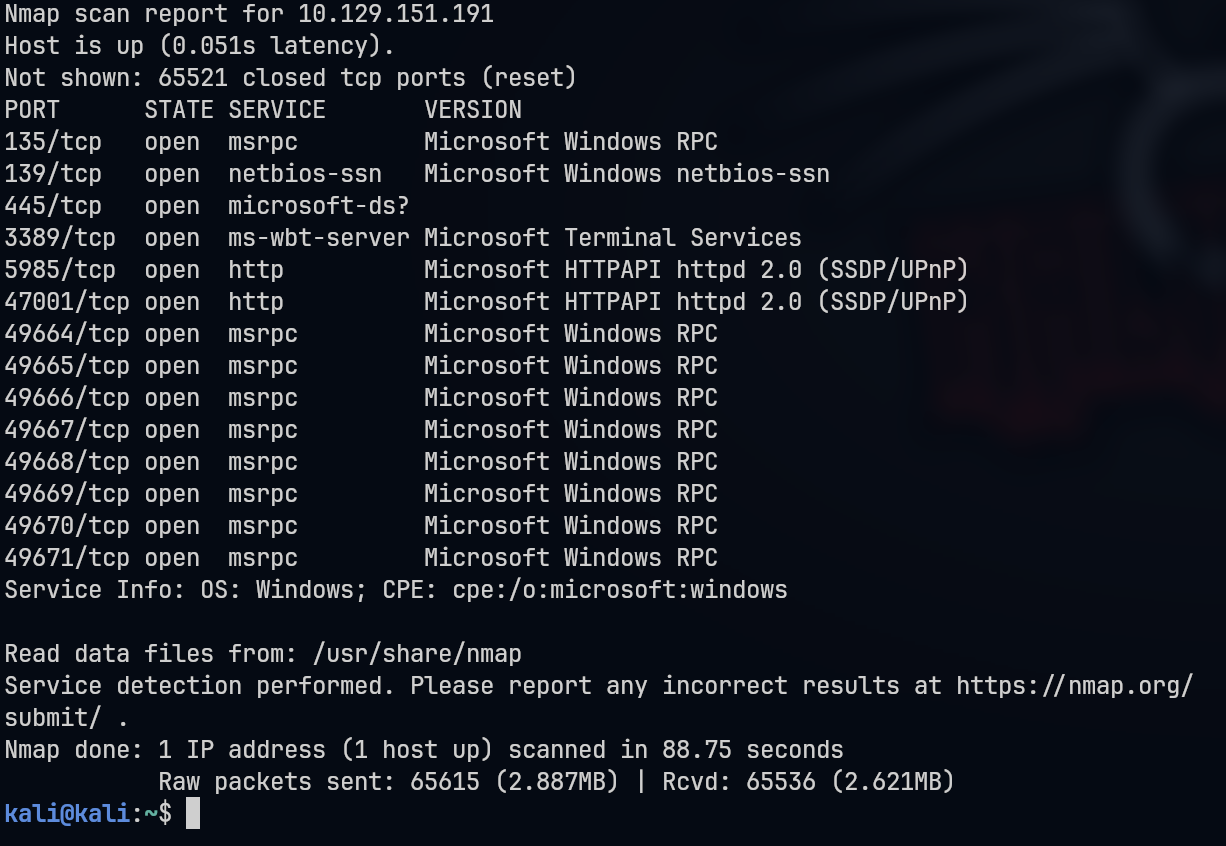 Nmap scan report for 10.129.151.191
Host is up (0.051s latency).
Not shown: 65521 closed tcp ports (reset)
PORT      STATE SERVICE       VERSION
135/tcp   open  msrpc         Microsoft Windows RPC
139/tcp   open  netbios-ssn   Microsoft Windows netbios-ssn
445/tcp   open  microsoft-ds?
3389/tcp  open  ms-wbt-server Microsoft Terminal Services
5985/tcp  open  http          Microsoft HTTPAPI httpd 2.0 (SSDP/UPnP)
47001/tcp open  http          Microsoft HTTPAPI httpd 2.0 (SSDP/UPnP)
49664/tcp open  msrpc         Microsoft Windows RPC
49665/tcp open  msrpc         Microsoft Windows RPC
49666/tcp open  msrpc         Microsoft Windows RPC
49667/tcp open  msrpc         Microsoft Windows RPC
49668/tcp open  msrpc         Microsoft Windows RPC
49669/tcp open  msrpc         Microsoft Windows RPC
49670/tcp open  msrpc         Microsoft Windows RPC
49671/tcp open  msrpc         Microsoft Windows RPC
Service Info: OS: Windows; CPE: cpe:/o:microsoft:windows
Read data files from: /usr/share/nmap
Service detection performed. Please report any incorrect results at https://nmap.org/
submit/ .
Nmap done: 1 IP address (1 host up) scanned in 88.75 seconds
           Raw packets sent: 65615 (2.887MB) | Rcvd: 65536 (2.621MB)
kali@kali:~$